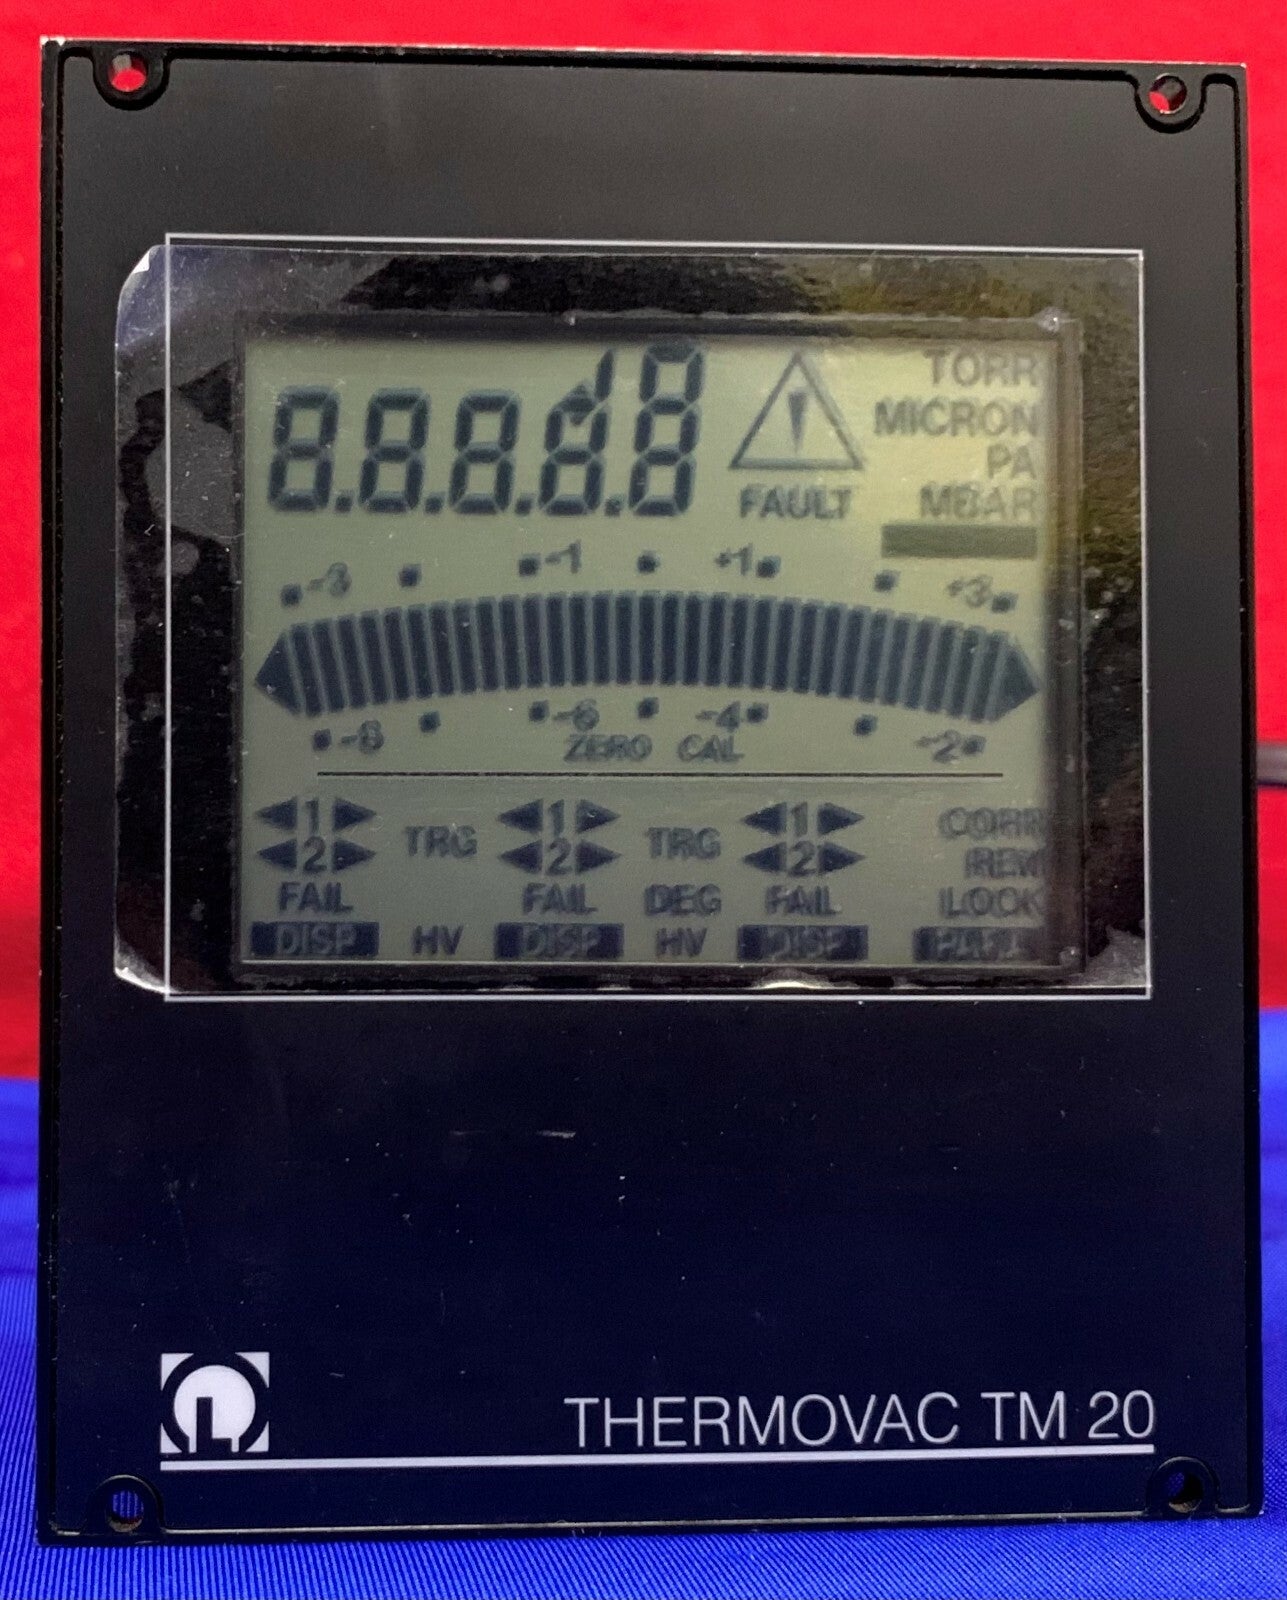 8.8.8.8.8 8
TORR
MICRON
PA
FAULT MBAR
-3 -1 +1 +3
-8 -6 -4 -2
ZERO CAL
1 1 1 CORR
TRG TRG
2 2 2 REM
FAIL FAIL DEG FAIL LOCK
DISP HV DISP HV DISP
L
THERMOVAC TM 20